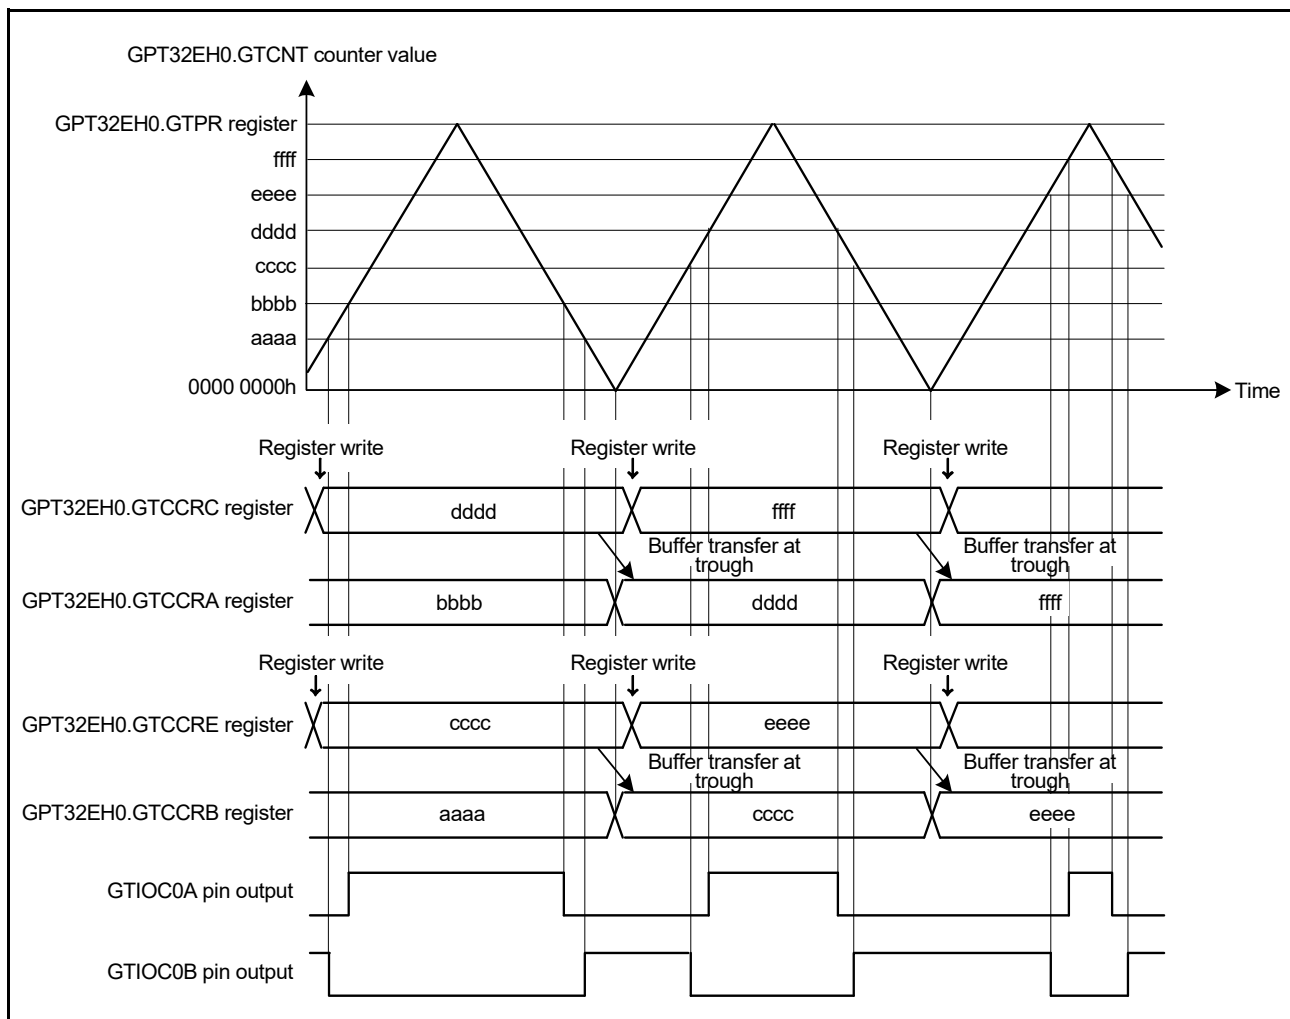 GPT32EH0.GTCNT counter value
GPT32EH0.GTPR register
ffff
eeee
dddd
cccc
bbbb
aaaa
0000 0000h
Time
Register write Register write Register write
GPT32EH0.GTCCRC register dddd ffff
Buffer transfer at trough Buffer transfer at trough
GPT32EH0.GTCCRA register bbbb dddd ffff
Register write Register write Register write
GPT32EH0.GTCCRE register cccc eeee
Buffer transfer at trough Buffer transfer at trough
GPT32EH0.GTCCRB register aaaa cccc eeee
GTIOC0A pin output
GTIOC0B pin output